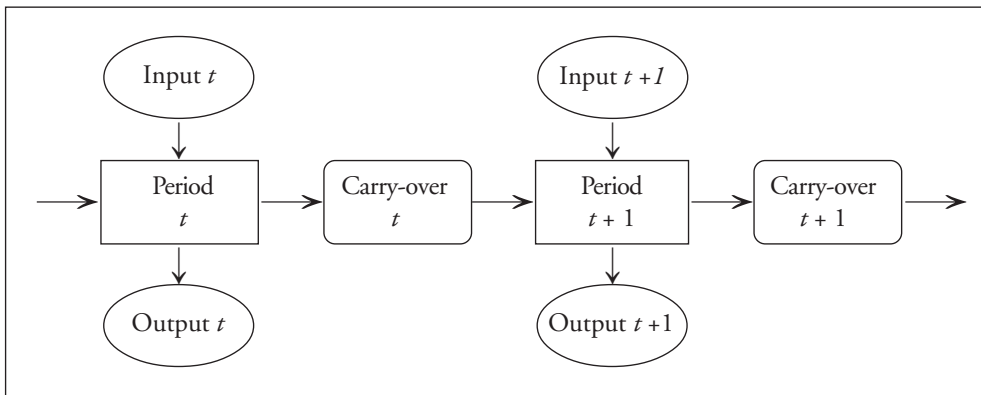 Input t
Input t +1
Period
t
Carry-over
t
Period
t + 1
Carry-over
t + 1
Output t
Output t +1